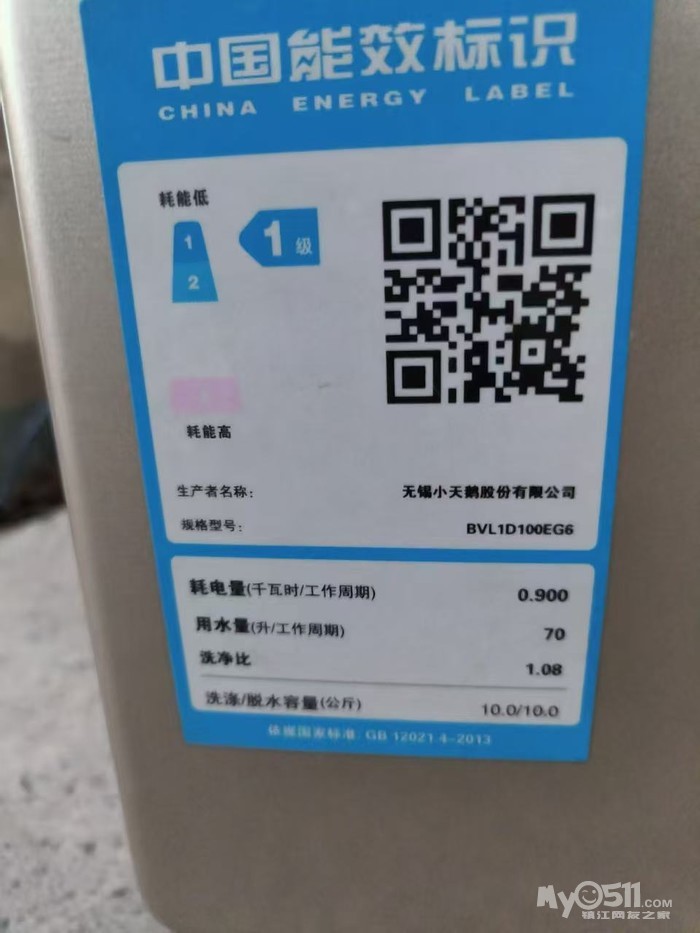 中国能效标识
CHINA ENERGY LABEL
耗能低
1
2
1级
耗能高
生产者名称： 无锡小天鹅股份有限公司
规格型号： BVL1D100EG6
耗电量(千瓦时/工作周期) 0.900
用水量(升/工作周期) 70
洗净比 1.08
洗涤/脱水容量(公斤) 10.0/10.0
依据国家标准：GB 12021.4-2013
My0511.COM
镇江网友之家